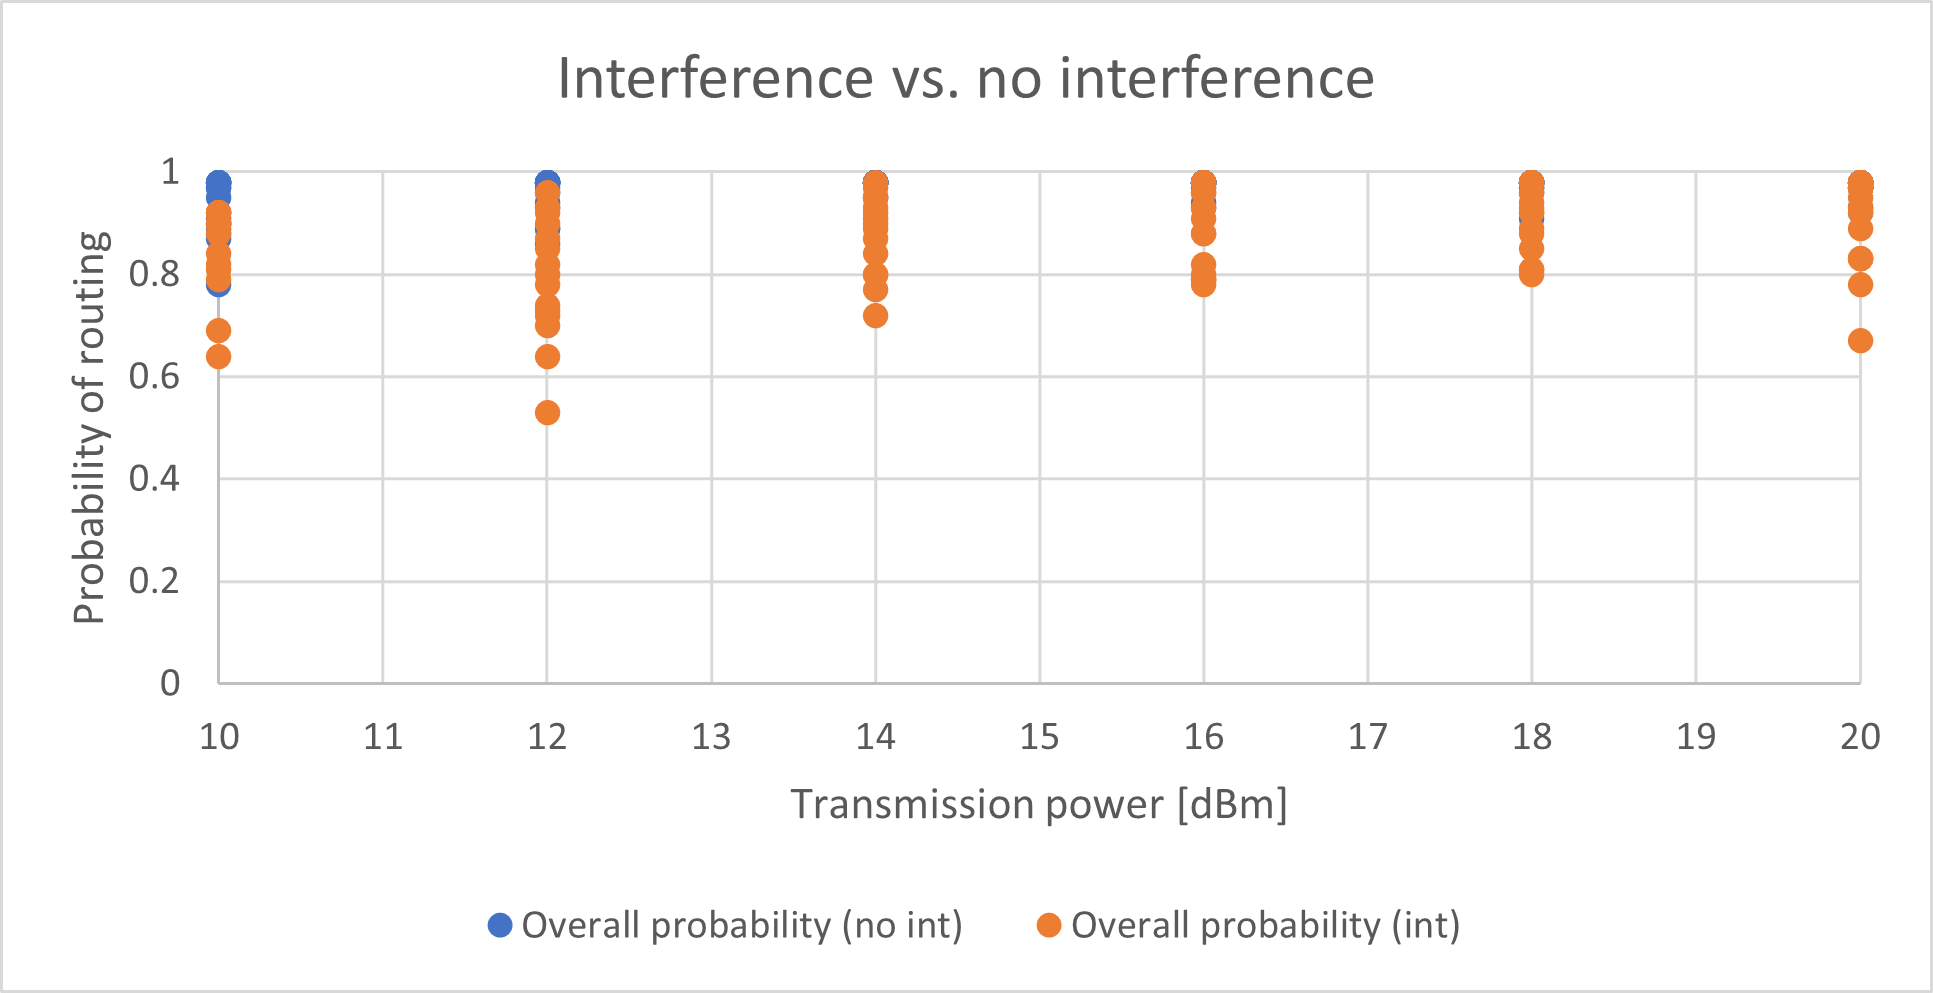 Interference vs. no interference
Probability of routing
1
0.8
0.6
0.4
0.2
0
10 11 12 13 14 15 16 17 18 19 20
Transmission power [dBm]
Overall probability (no int) Overall probability (int)